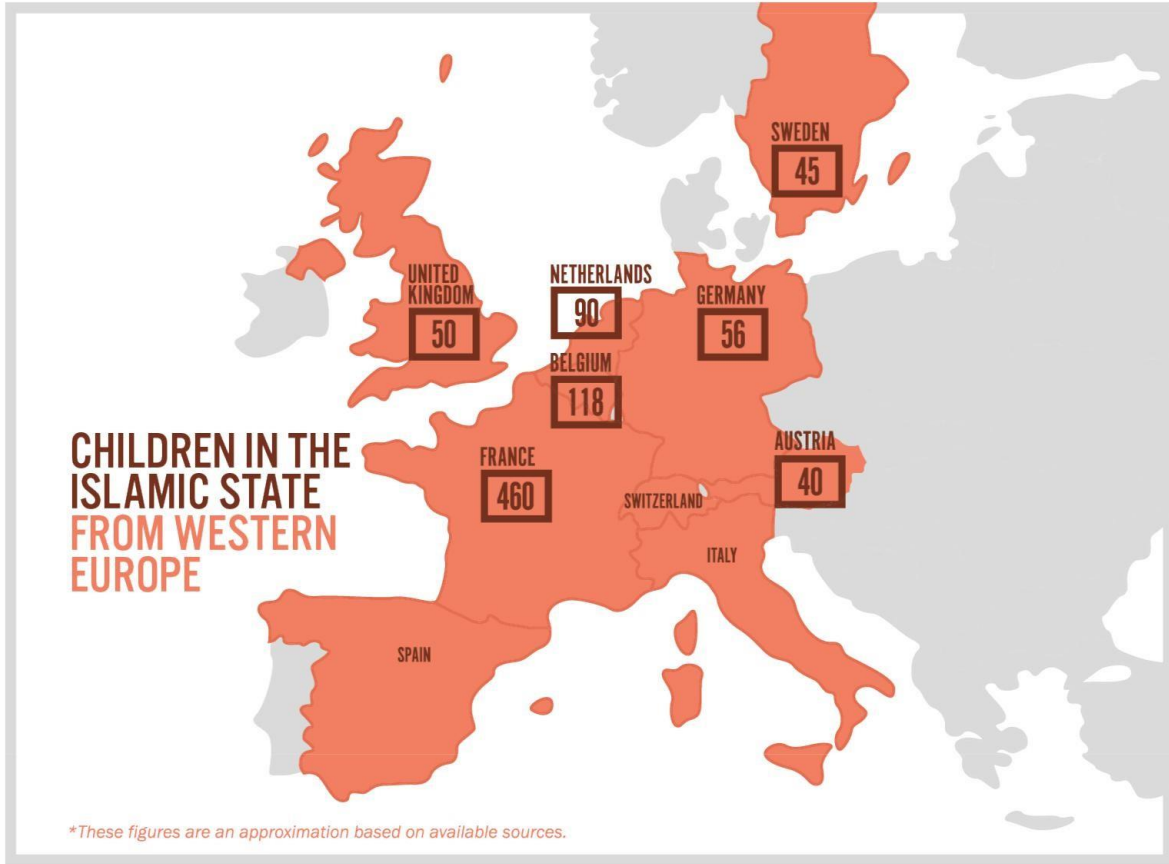 SWEDEN
45
UNITED
KINGDOM
50
NETHERLANDS
90
GERMANY
56
BELGIUM
118
CHILDREN IN THE
ISLAMIC STATE
FROM WESTERN
EUROPE
FRANCE
460
AUSTRIA
40
SWITZERLAND
ITALY
SPAIN
*These figures are an approximation based on available sources.